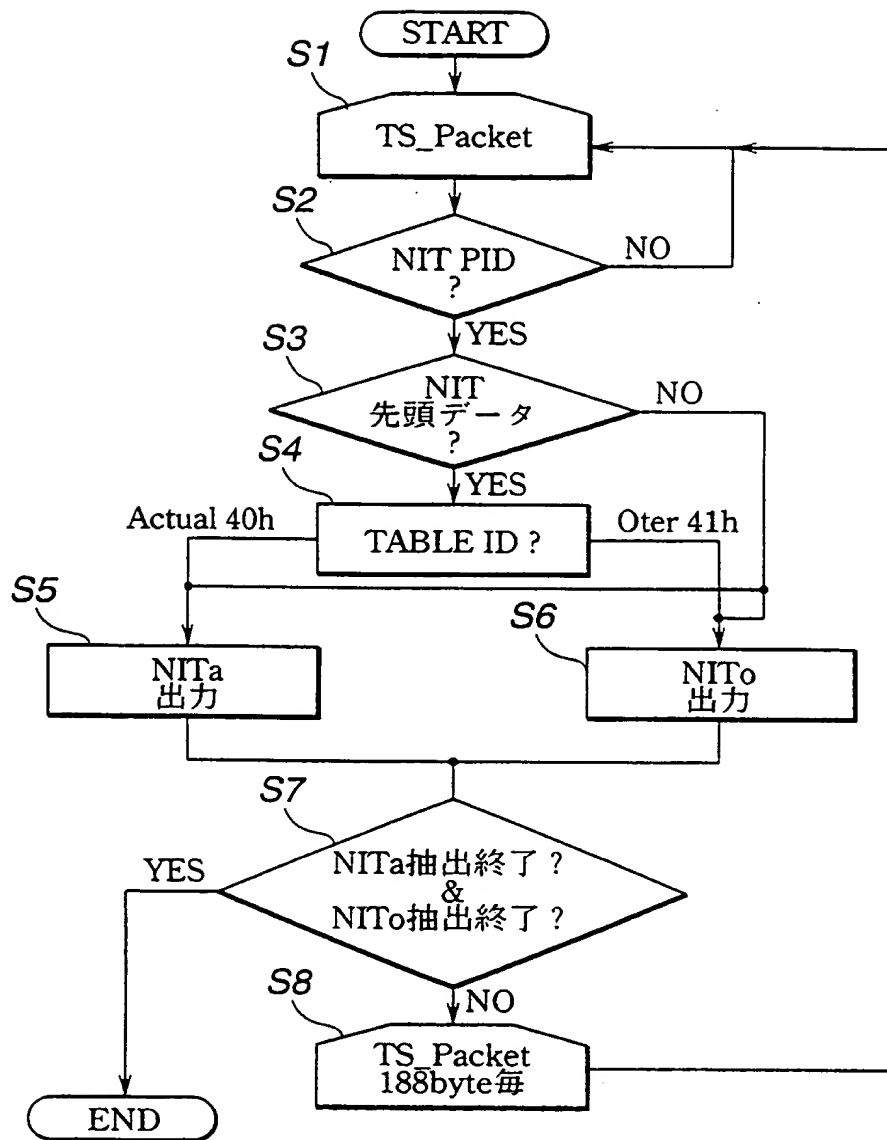 START
S1
TS_Packet
S2
NIT PID
?
NO
YES
S3
NIT
先頭データ
?
NO
YES
S4
TABLE ID ?
Actual 40h
Oter 41h
S5
NITa
出力
S6
NITo
出力
S7
NITa抽出終了?
&
NITo抽出終了?
YES
NO
S8
TS_Packet
188byte毎
END